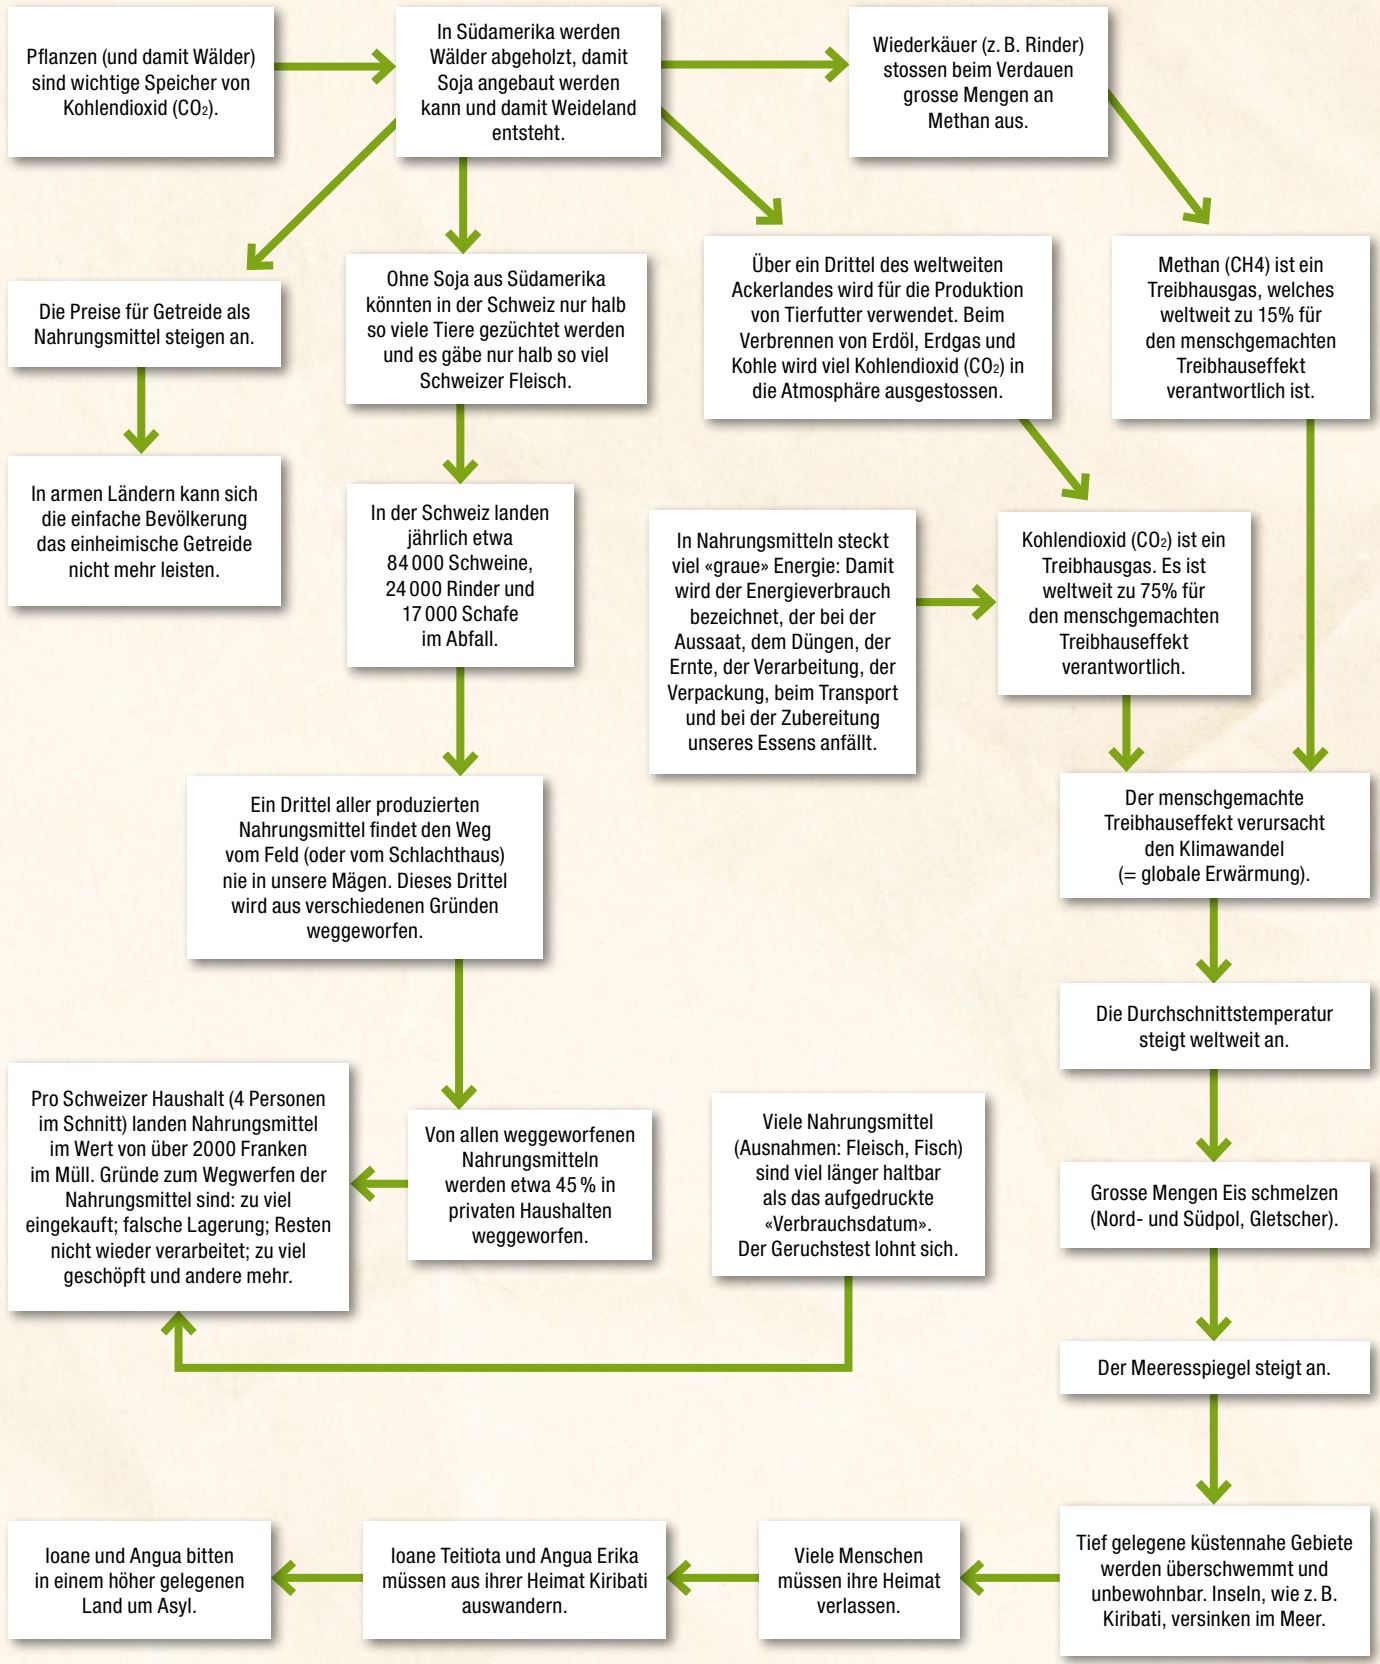 Pflanzen (und damit Wälder)
sind wichtige Speicher von
Kohlendioxid (CO₂).
In Südamerika werden
Wälder abgeholzt, damit
Soja angebaut werden
kann und damit Weideland
entsteht.
Wiederkäuer (z. B. Rinder)
stossen beim Verdauen
grosse Mengen an
Methan aus.
Die Preise für Getreide als
Nahrungsmittel steigen an.
Ohne Soja aus Südamerika
könnten in der Schweiz nur halb
so viele Tiere gezüchtet werden
und es gäbe nur halb so viel
Schweizer Fleisch.
Über ein Drittel des weltweiten
Ackerlandes wird für die Produktion
von Tierfutter verwendet. Beim
Verbrennen von Erdöl, Erdgas und
Kohle wird viel Kohlendioxid (CO₂) in
die Atmosphäre ausgestossen.
Methan (CH4) ist ein
Treibhausgas, welches
weltweit zu 15% für
den menschgemachten
Treibhauseffekt
verantwortlich ist.
In armen Ländern kann sich
die einfache Bevölkerung
das einheimische Getreide
nicht mehr leisten.
In der Schweiz landen
jährlich etwa
84 000 Schweine,
24 000 Rinder und
17 000 Schafe
im Abfall.
In Nahrungsmitteln steckt
viel «graue» Energie: Damit
wird der Energieverbrauch
bezeichnet, der bei der
Aussaat, dem Düngen, der
Ernte, der Verarbeitung, der
Verpackung, beim Transport
und bei der Zubereitung
unseres Essens anfällt.
Kohlendioxid (CO₂) ist ein
Treibhausgas. Es ist
weltweit zu 75% für
den menschgemachten
Treibhauseffekt
verantwortlich.
Ein Drittel aller produzierten
Nahrungsmittel findet den Weg
vom Feld (oder vom Schlachthaus)
nie in unsere Mägen. Dieses Drittel
wird aus verschiedenen Gründen
weggeworfen.
Der menschgemachte
Treibhauseffekt verursacht
den Klimawandel
(= globale Erwärmung).
Die Durchschnittstemperatur
steigt weltweit an.
Pro Schweizer Haushalt (4 Personen
im Schnitt) landen Nahrungsmittel
im Wert von über 2000 Franken
im Müll. Gründe zum Wegwerfen der
Nahrungsmittel sind: zu viel
eingekauft; falsche Lagerung; Resten
nicht wieder verarbeitet; zu viel
geschöpft und andere mehr.
Von allen weggeworfenen
Nahrungsmitteln
werden etwa 45 % in
privaten Haushalten
weggeworfen.
Viele Nahrungsmittel
(Ausnahmen: Fleisch, Fisch)
sind viel länger haltbar
als das aufgedruckte
«Verbrauchsdatum».
Der Geruchstest lohnt sich.
Grosse Mengen Eis schmelzen
(Nord- und Südpol, Gletscher).
Der Meeresspiegel steigt an.
Ioane und Angua bitten
in einem höher gelegenen
Land um Asyl.
Ioane Teitiota und Angua Erika
müssen aus ihrer Heimat Kiribati
auswandern.
Viele Menschen
müssen ihre Heimat
verlassen.
Tief gelegene küstennahe Gebiete
werden überschwemmt und
unbewohnbar. Inseln, wie z. B.
Kiribati, versinken im Meer.